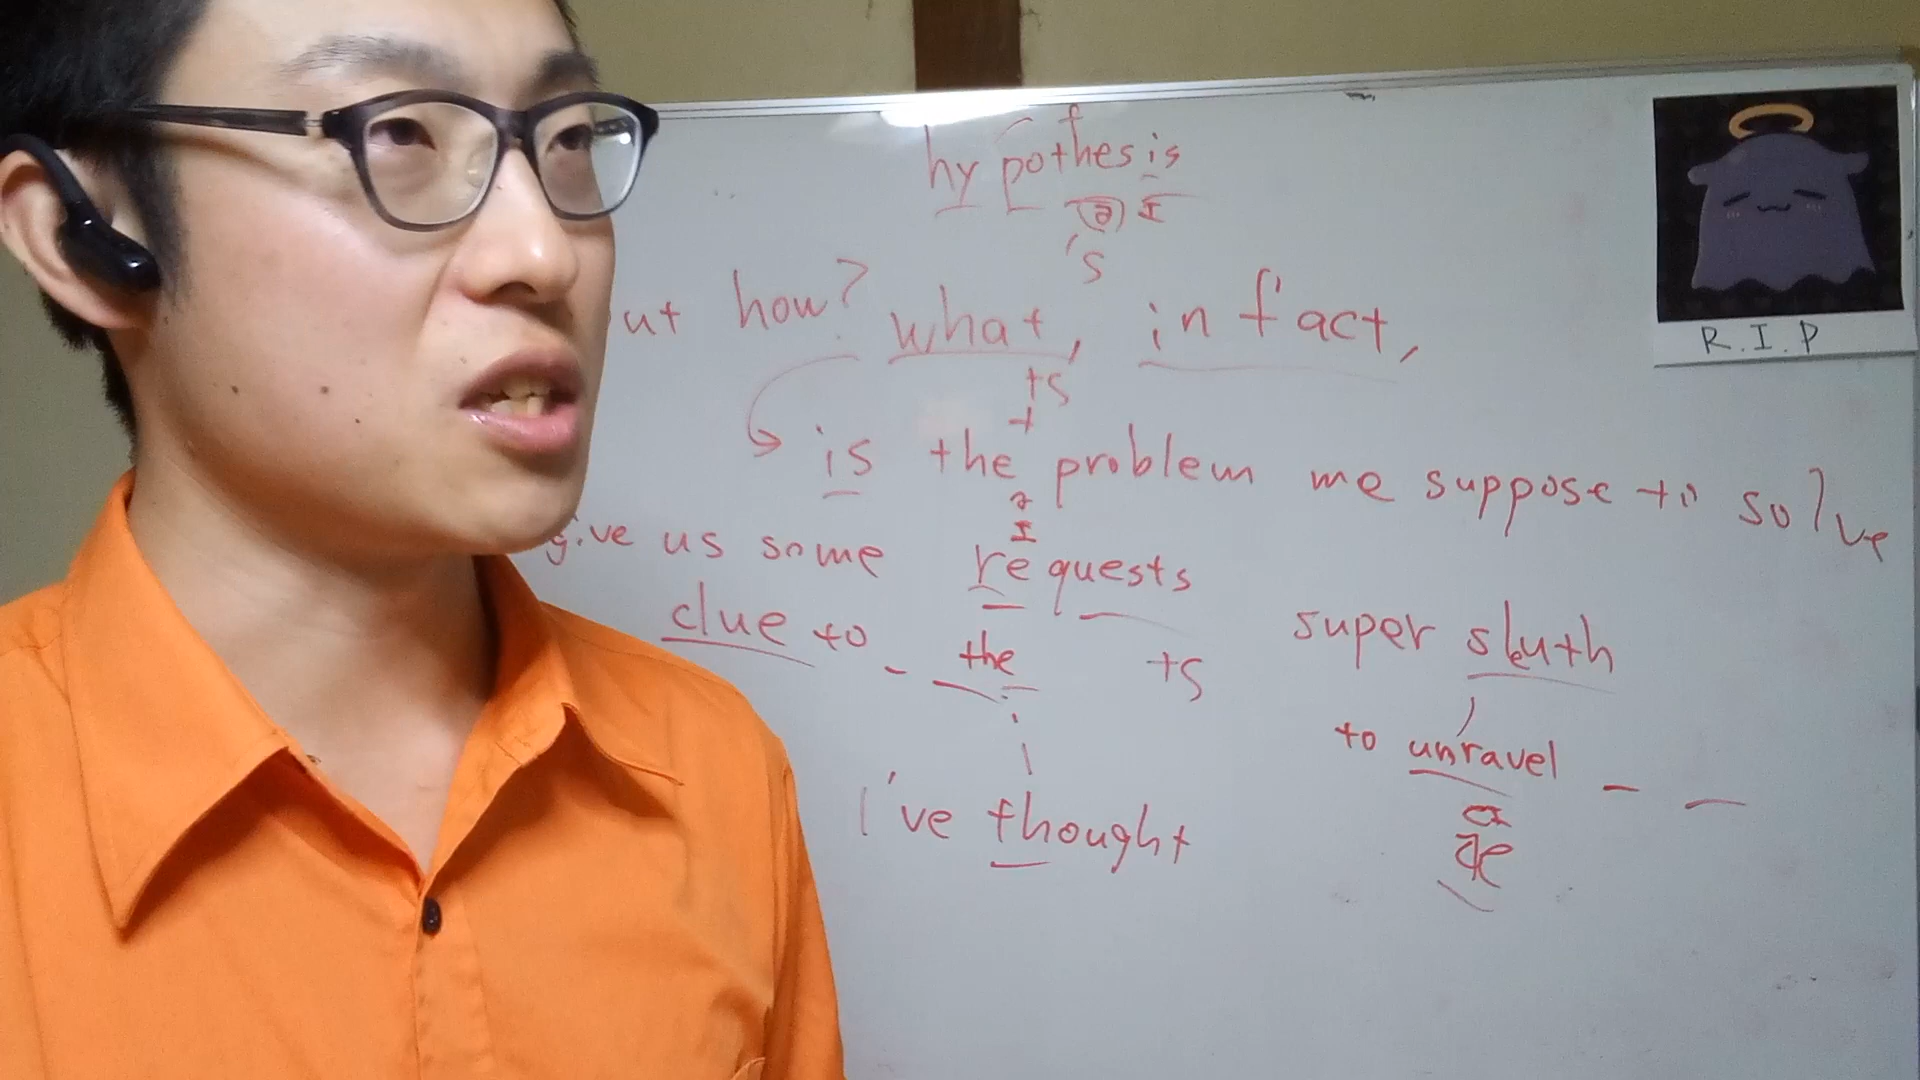 hypothesis
(ə) I
's
ut how? what, in fact,
ts
t
is the problem me suppose to solve
I
give us some requests
clue to - the
ts
super sleuth
to unravel - -
I've thought
R.I.P